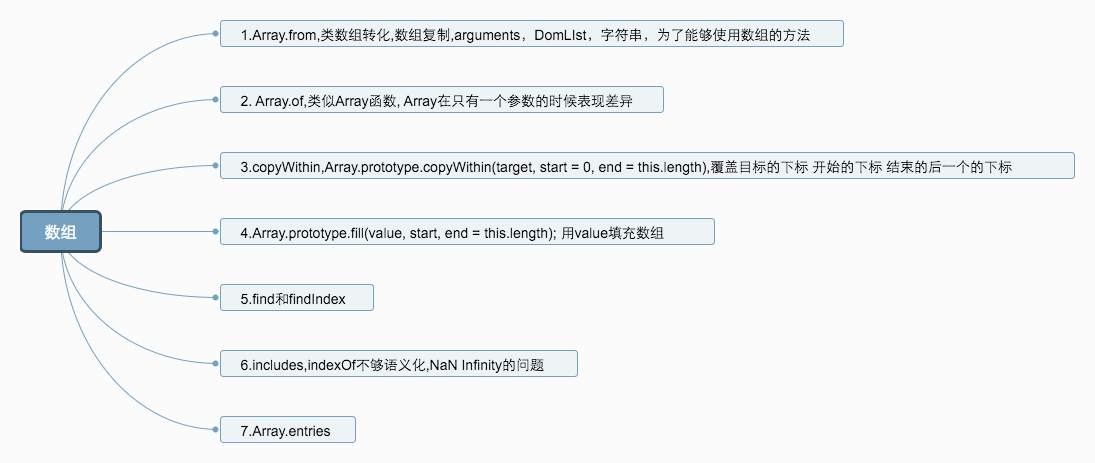 1.Array.from,类数组转化,数组复制,arguments，DomLIst，字符串，为了能够使用数组的方法
2. Array.of,类似Array函数, Array在只有一个参数的时候表现差异
3.copyWithin,Array.prototype.copyWithin(target, start = 0, end = this.length),覆盖目标的下标 开始的下标 结束的后一个的下标
数组
4.Array.prototype.fill(value, start, end = this.length); 用value填充数组
5.find和findIndex
6.includes,indexOf不够语义化,NaN Infinity的问题
7.Array.entries